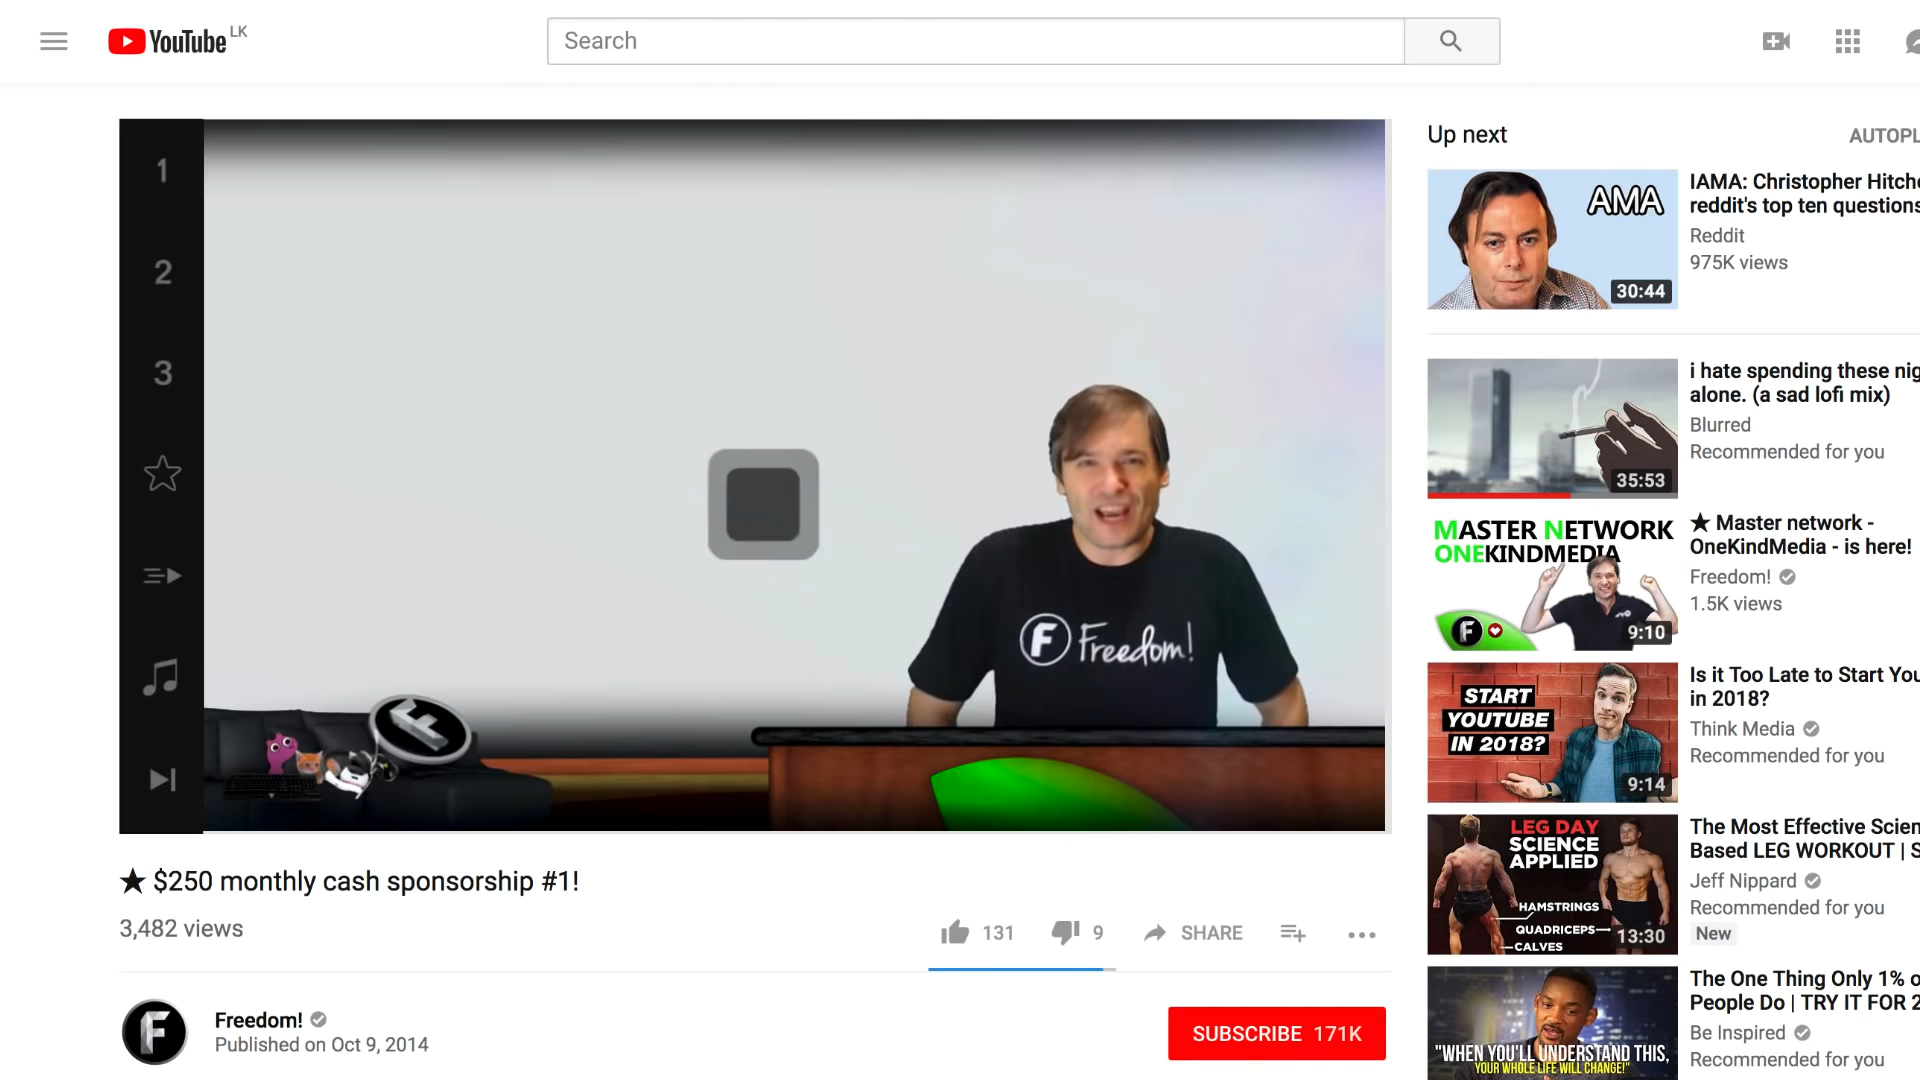 YouTube LK
Search
1
2
3
F Freedom!
F
★ $250 monthly cash sponsorship #1!
3,482 views
131
9
SHARE
F
Freedom!
Published on Oct 9, 2014
SUBSCRIBE 171K
Up next
AUTOPL
AMA
30:44
IAMA: Christopher Hitche
reddit's top ten questions
Reddit
975K views
35:53
i hate spending these nig
alone. (a sad lofi mix)
Blurred
Recommended for you
MASTER NETWORK
ONEKINDMEDIA
F
9:10
★ Master network -
OneKindMedia - is here!
Freedom!
1.5K views
START
YOUTUBE
IN 2018?
9:14
Is it Too Late to Start You
in 2018?
Think Media
Recommended for you
LEG DAY
SCIENCE
APPLIED
HAMSTRINGS
QUADRICEPS
CALVES
13:30
The Most Effective Scien
Based LEG WORKOUT | S
Jeff Nippard
Recommended for you
New
"WHEN YOU'LL UNDERSTAND THIS,
YOUR WHOLE LIFE WILL CHANGE!"
The One Thing Only 1% o
People Do | TRY IT FOR 2
Be Inspired
Recommended for you